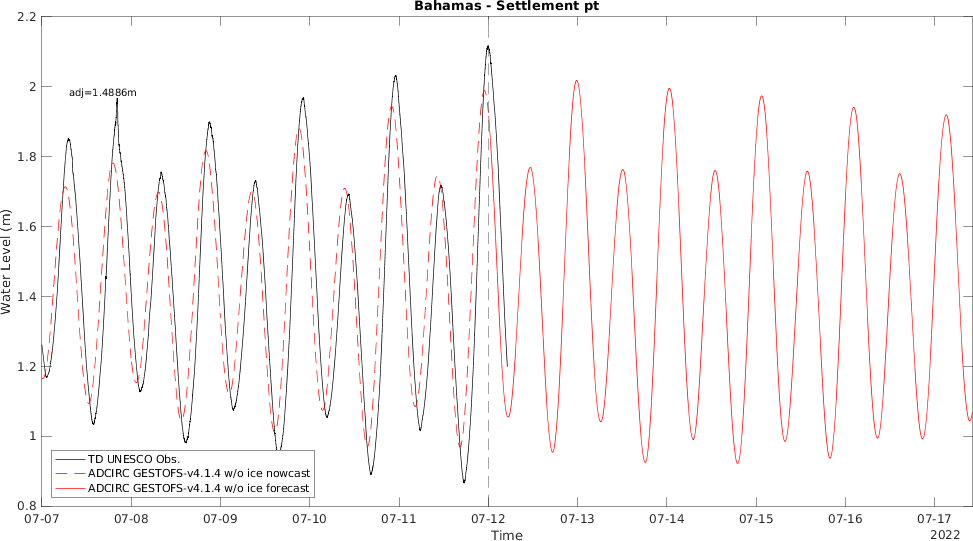 Bahamas - Settlement pt
2.2
2
1.8
1.6
1.4
1.2
1
0.8
Water Level (m)
adj=1.4886m
TD UNESCO Obs.
ADCIRC GESTOFS-v4.1.4 w/o ice nowcast
ADCIRC GESTOFS-v4.1.4 w/o ice forecast
07-07 07-08 07-09 07-10 07-11 07-12 07-13 07-14 07-15 07-16 07-17
Time
2022